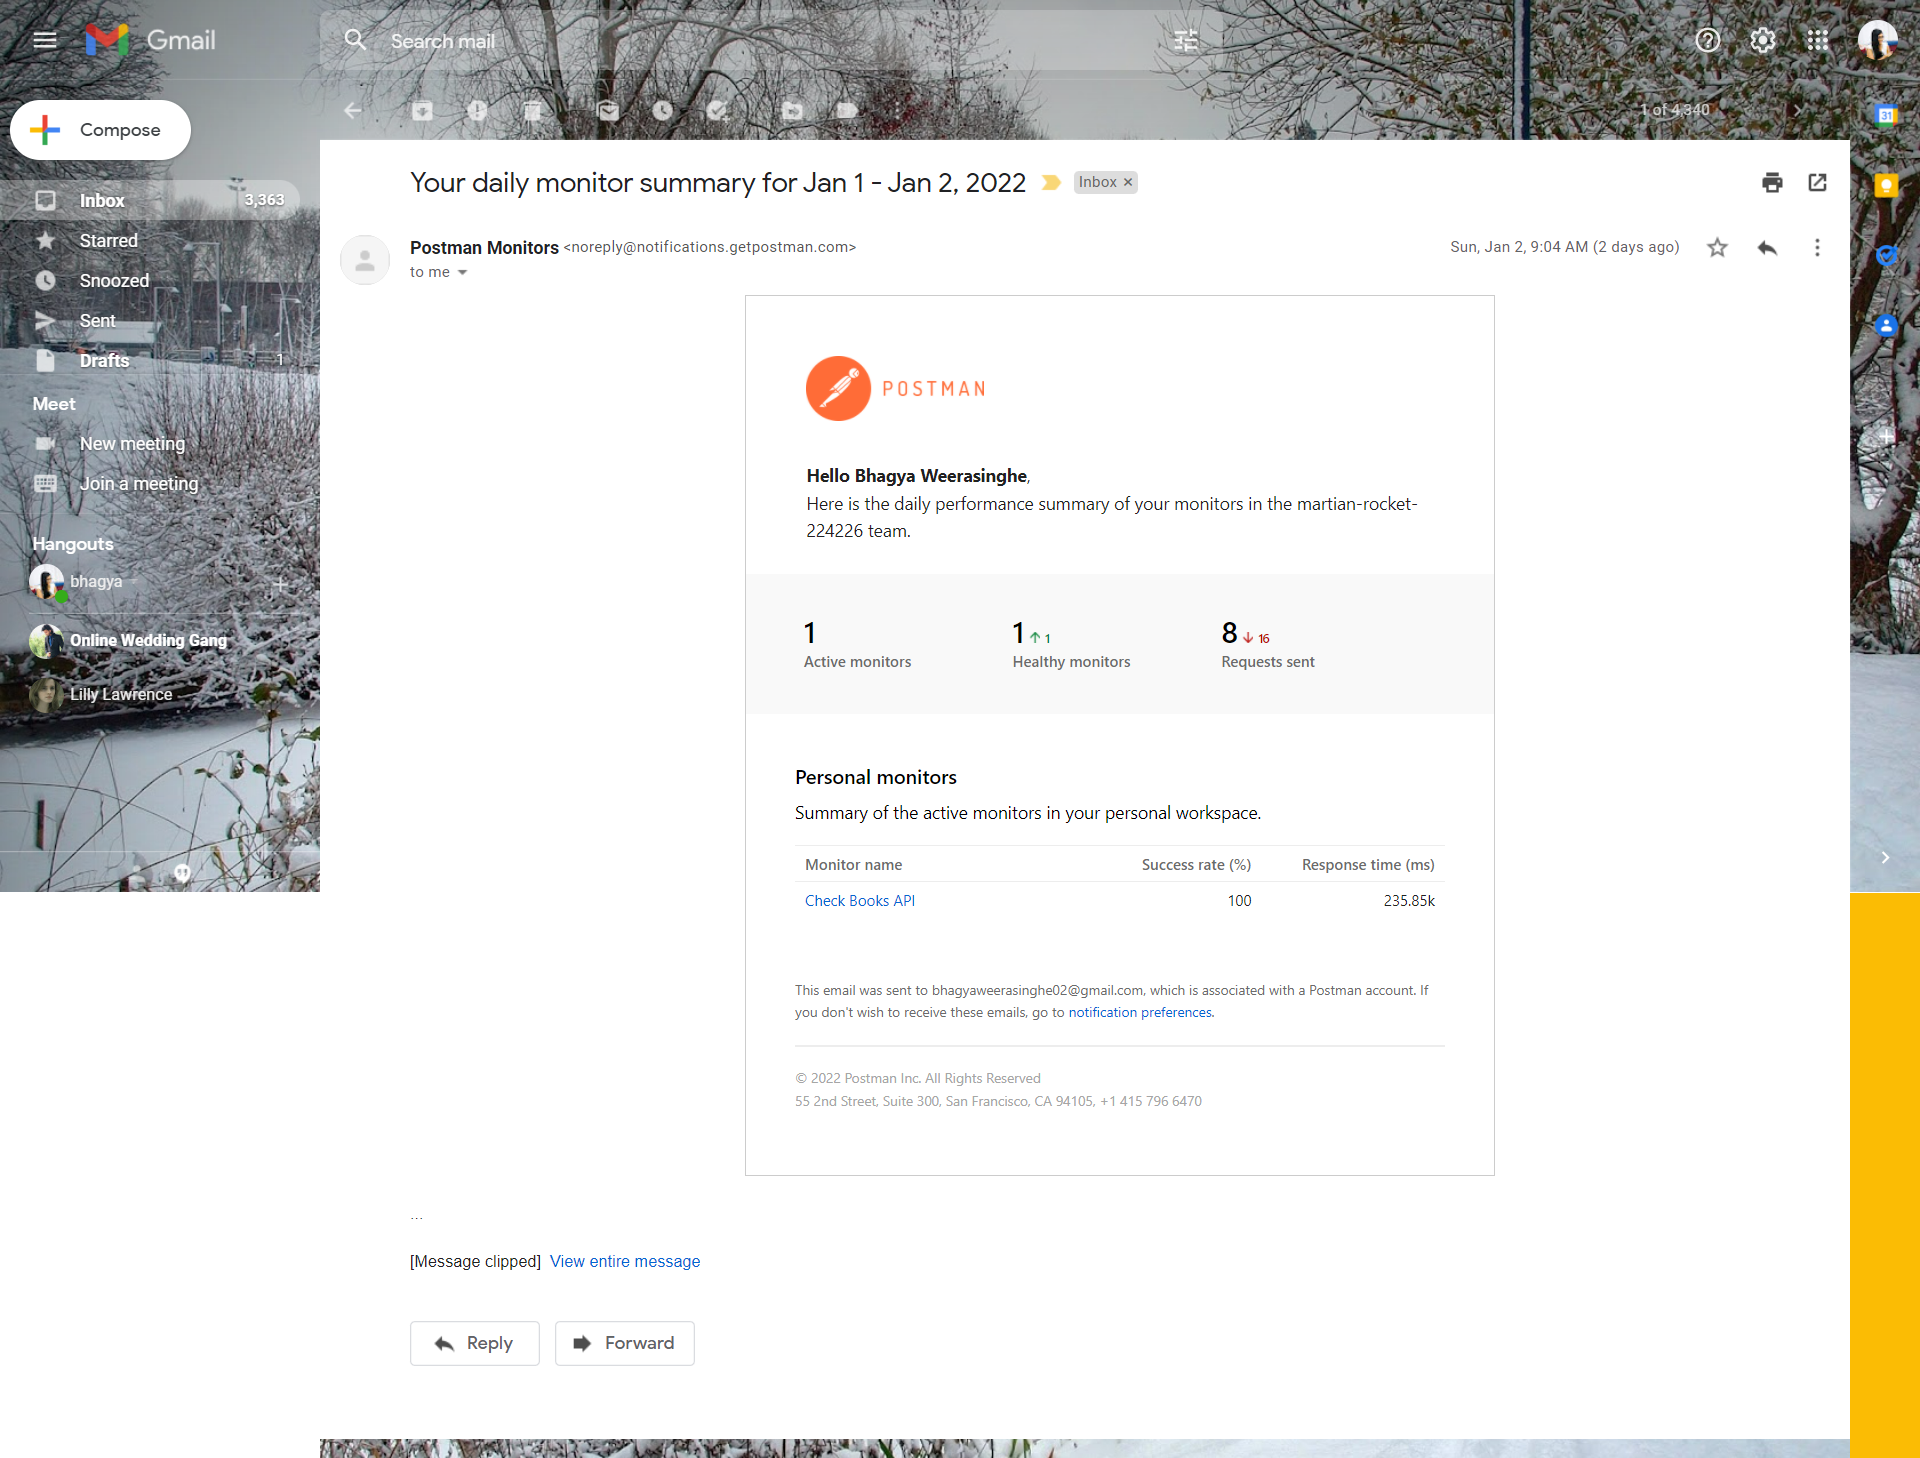 Gmail
Search mail
Compose
1 of 4,340
31
Inbox 3,363
Starred
Snoozed
Sent
Drafts 1
Meet
New meeting
Join a meeting
Hangouts
bhagya
Online Wedding Gang
Lilly Lawrence
Your daily monitor summary for Jan 1 - Jan 2, 2022 Inbox ×
Postman Monitors <noreply@notifications.getpostman.com> Sun, Jan 2, 9:04 AM (2 days ago)
to me
POSTMAN
Hello Bhagya Weerasinghe,
Here is the daily performance summary of your monitors in the martian-rocket-
224226 team.
1 1 ↑ 1 8 ↓ 16
Active monitors Healthy monitors Requests sent
Personal monitors
Summary of the active monitors in your personal workspace.
Monitor name Success rate (%) Response time (ms)
Check Books API 100 235.85k
This email was sent to bhagyaweerasinghe02@gmail.com, which is associated with a Postman account. If
you don't wish to receive these emails, go to notification preferences.
© 2022 Postman Inc. All Rights Reserved
55 2nd Street, Suite 300, San Francisco, CA 94105, +1 415 796 6470
...
[Message clipped] View entire message
Reply Forward